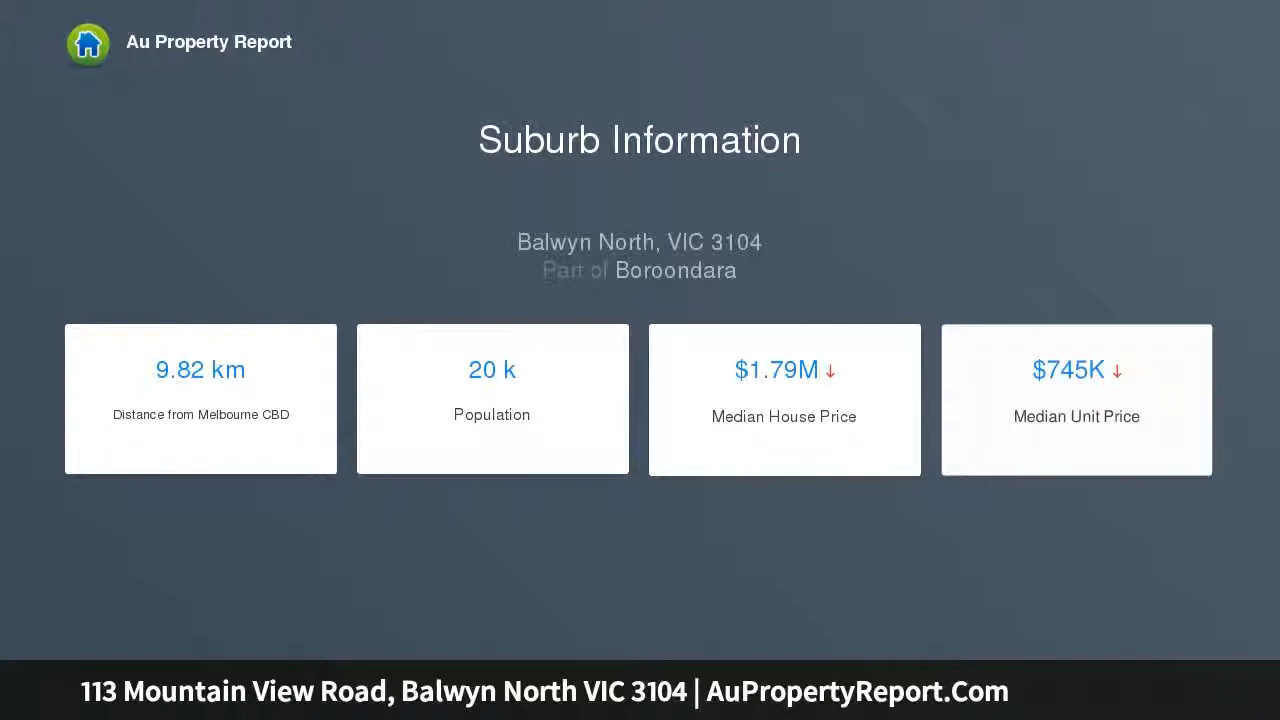 Au Property Report
Suburb Information
Balwyn North, VIC 3104
Part of Boroondara
9.82 km
Distance from Melbourne CBD
20 k
Population
$1.79M ↓
Median House Price
$745K ↓
Median Unit Price
113 Mountain View Road, Balwyn North VIC 3104 | AuPropertyReport.Com